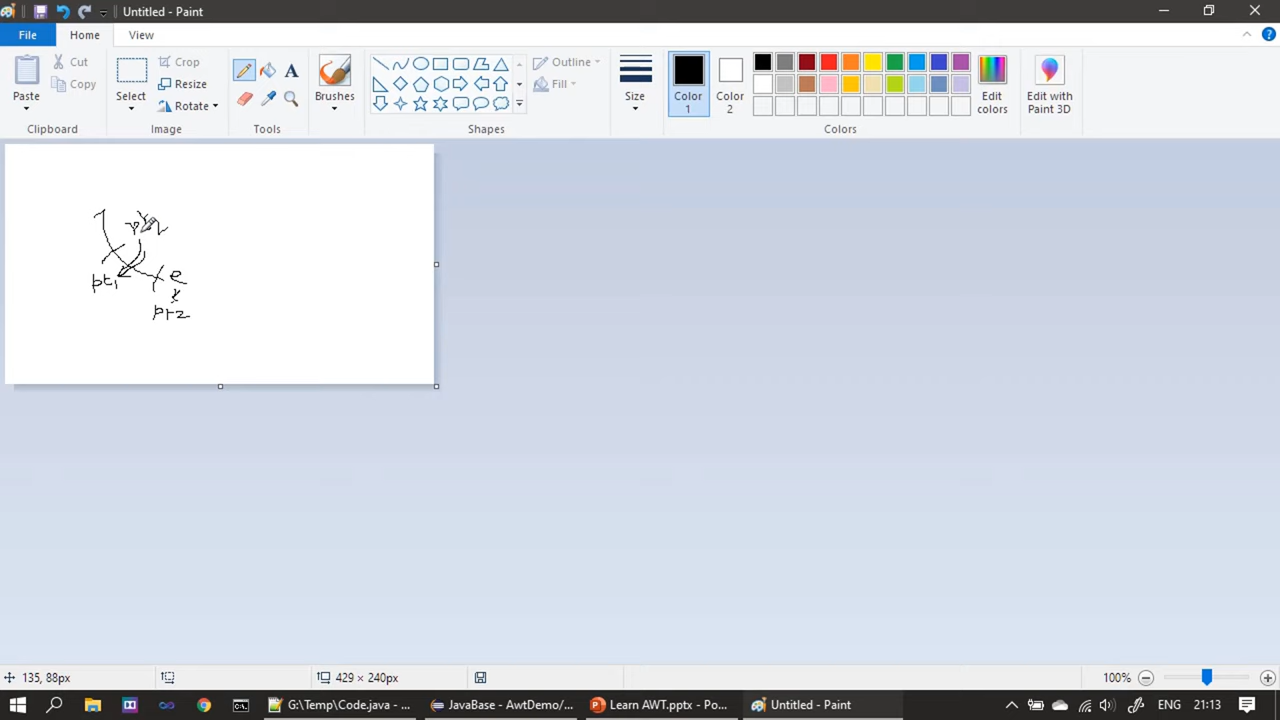 Untitled - Paint
File
Home
View
Paste
Cut
Copy
Clipboard
Select
Crop
Resize
Rotate
Image
Tools
Brushes
Shapes
Outline
Fill
Size
Color 1
Color 2
Edit colors
Colors
Edit with Paint 3D
pt1
e
pt2
135, 88px
429 × 240px
100%
G:\Temp\Code.java - ...
JavaBase - AwtDemo/...
Learn AWT.pptx - Po...
Untitled - Paint
ENG
21:13